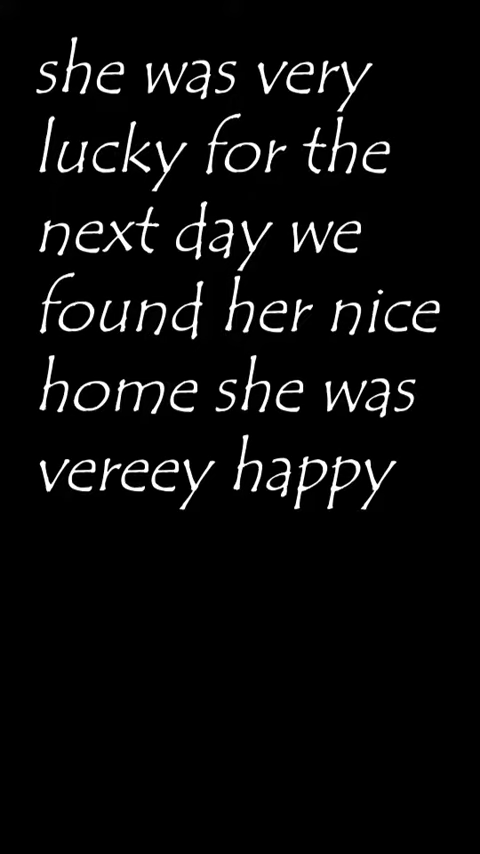 she was very
lucky for the
next day we
found her nice
home she was
vereey happy